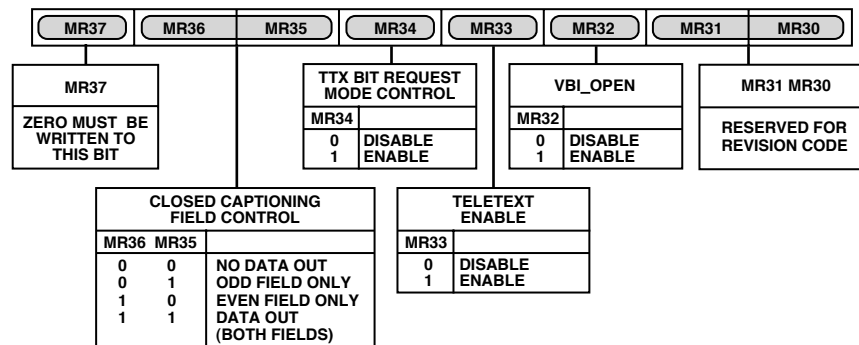 MR37 MR36 MR35 MR34 MR33 MR32 MR31 MR30
MR37
ZERO MUST BE
WRITTEN TO
THIS BIT
TTX BIT REQUEST
MODE CONTROL
MR34
0 DISABLE
1 ENABLE
VBI_OPEN
MR32
0 DISABLE
1 ENABLE
MR31 MR30
RESERVED FOR
REVISION CODE
CLOSED CAPTIONING
FIELD CONTROL
MR36 MR35
0 0 NO DATA OUT
0 1 ODD FIELD ONLY
1 0 EVEN FIELD ONLY
1 1 DATA OUT
(BOTH FIELDS)
TELETEXT
ENABLE
MR33
0 DISABLE
1 ENABLE